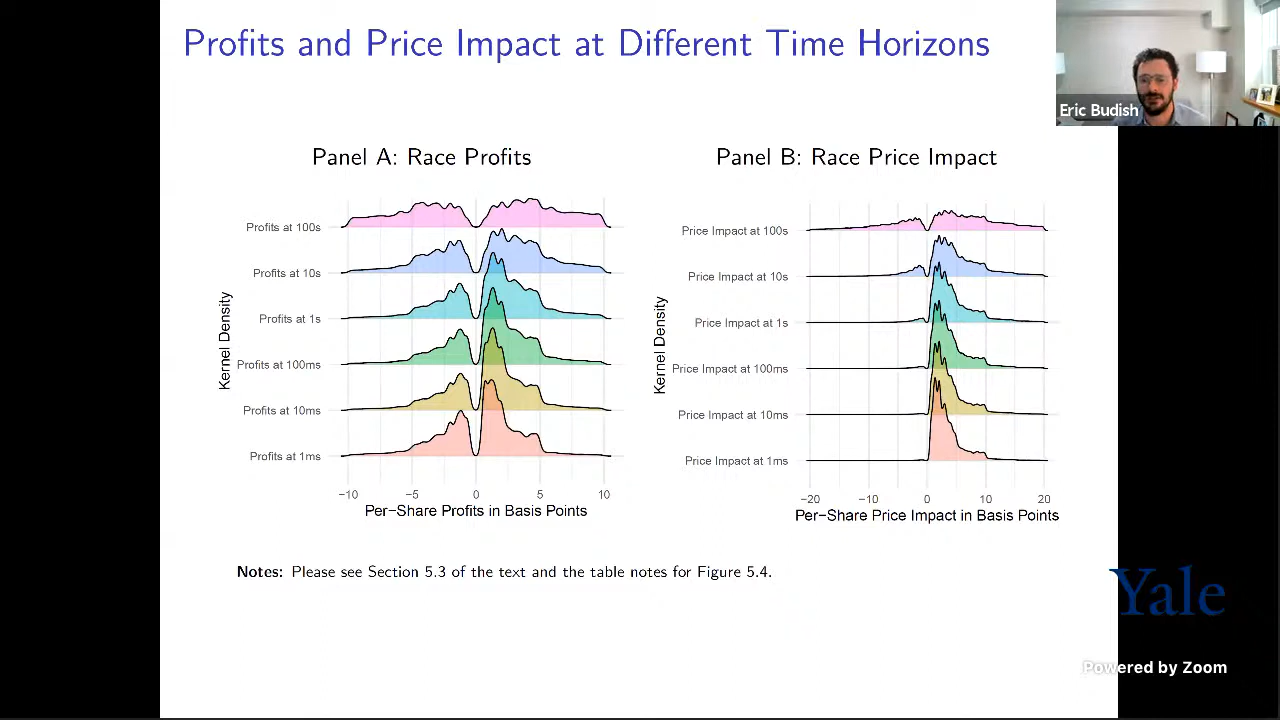 Profits and Price Impact at Different Time Horizons
Eric Budish
Panel A: Race Profits
Profits at 100s
Profits at 10s
Profits at 1s
Profits at 100ms
Profits at 10ms
Profits at 1ms
Kernel Density
−10 −5 0 5 10
Per−Share Profits in Basis Points
Panel B: Race Price Impact
Price Impact at 100s
Price Impact at 10s
Price Impact at 1s
Price Impact at 100ms
Price Impact at 10ms
Price Impact at 1ms
Kernel Density
−20 −10 0 10 20
Per−Share Price Impact in Basis Points
Notes: Please see Section 5.3 of the text and the table notes for Figure 5.4.
Yale
Powered by Zoom